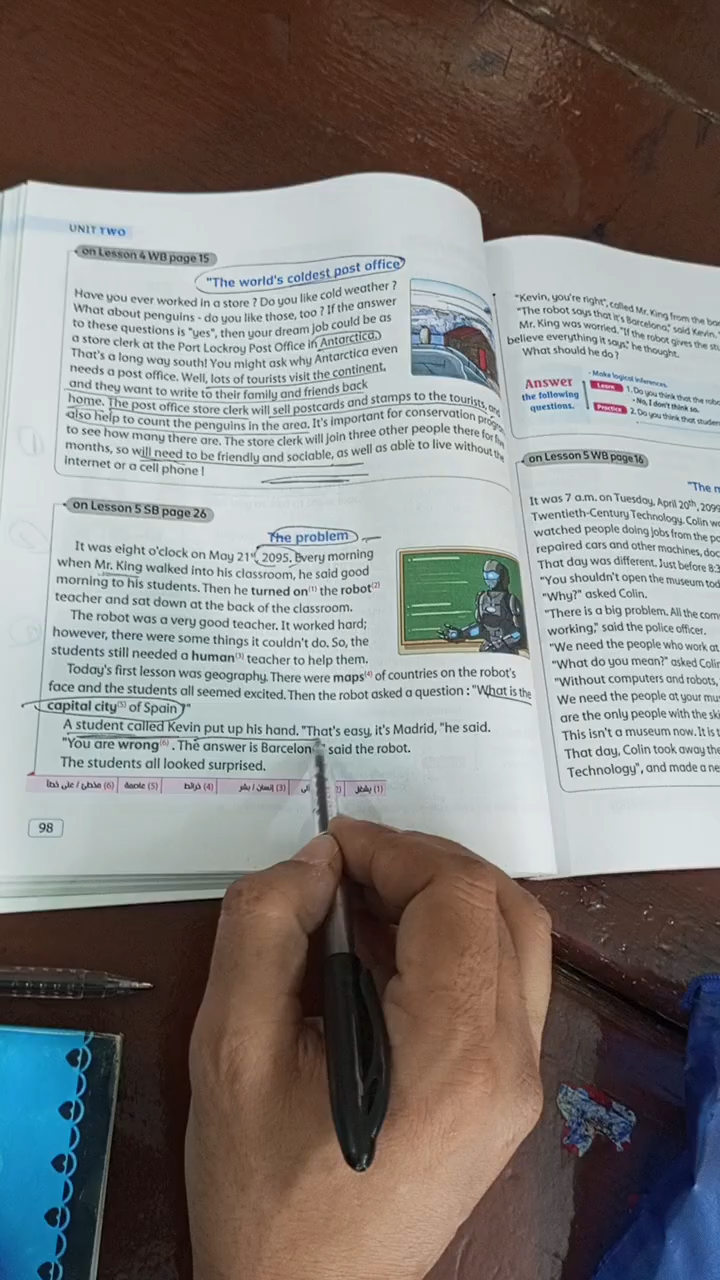 UNIT TWO
on Lesson 4 WB page 15
"The world's coldest post office"
Have you ever worked in a store ? Do you like cold weather ?
What about penguins - do you like those, too ? If the answer
to these questions is "yes", then your dream job could be as
a store clerk at the Port Lockroy Post Office in Antarctica.
That's a long way south! You might ask why Antarctica even
needs a post office. Well, lots of tourists visit the continent,
and they want to write to their family and friends back
home. The post office store clerk will sell postcards and stamps to the tourists, and
also help to count the penguins in the area. It's important for conservation
to see how many there are. The store clerk will join three other people there for
months, so will need to be friendly and sociable, as well as able to live without the
internet or a cell phone !
on Lesson 5 SB page 26
The problem
It was eight o'clock on May 21st, 2095. Every morning
when Mr. King walked into his classroom, he said good
morning to his students. Then he turned on(1) the robot(2)
teacher and sat down at the back of the classroom.
The robot was a very good teacher. It worked hard;
however, there were some things it couldn't do. So, the
students still needed a human(3) teacher to help them.
Today's first lesson was geography. There were maps(4) of countries on the robot's
face and the students all seemed excited. Then the robot asked a question : "What is the
capital city(5) of Spain ?"
A student called Kevin put up his hand. "That's easy, it's Madrid, "he said.
"You are wrong(6) . The answer is said the robot.
The students all looked surprised.
(1) يشغل (3) إنسان / بشر (4) خرائط (5) عاصمة (6) مخطئ / على خطأ
98
"Kevin, you're right", called Mr. King from the
"The robot says that it's Barcelona," said Kevin.
Mr. King was worried. "If the robot gives the
believe everything it says," he thought.
What should he do ?
Answer
the following
questions.
- Make logical inferences.
Learn 1. Do you think that the
- No, I don't think so.
Practice 2. Do you think that
on Lesson 5 WB page 16
"The
It was 7 a.m. on Tuesday, April 20th, 2099
Twentieth-Century Technology. Colin
watched people doing jobs from the
repaired cars and other machines,
That day was different. Just before
"You shouldn't open the museum
"Why?" asked Colin.
"There is a big problem. All the
working," said the police officer.
"We need the people who work at
"What do you mean?" asked
"Without computers and robots,
We need the people at your
are the only people with the
This isn't a museum now. It is
That day, Colin took away the
Technology", and made a